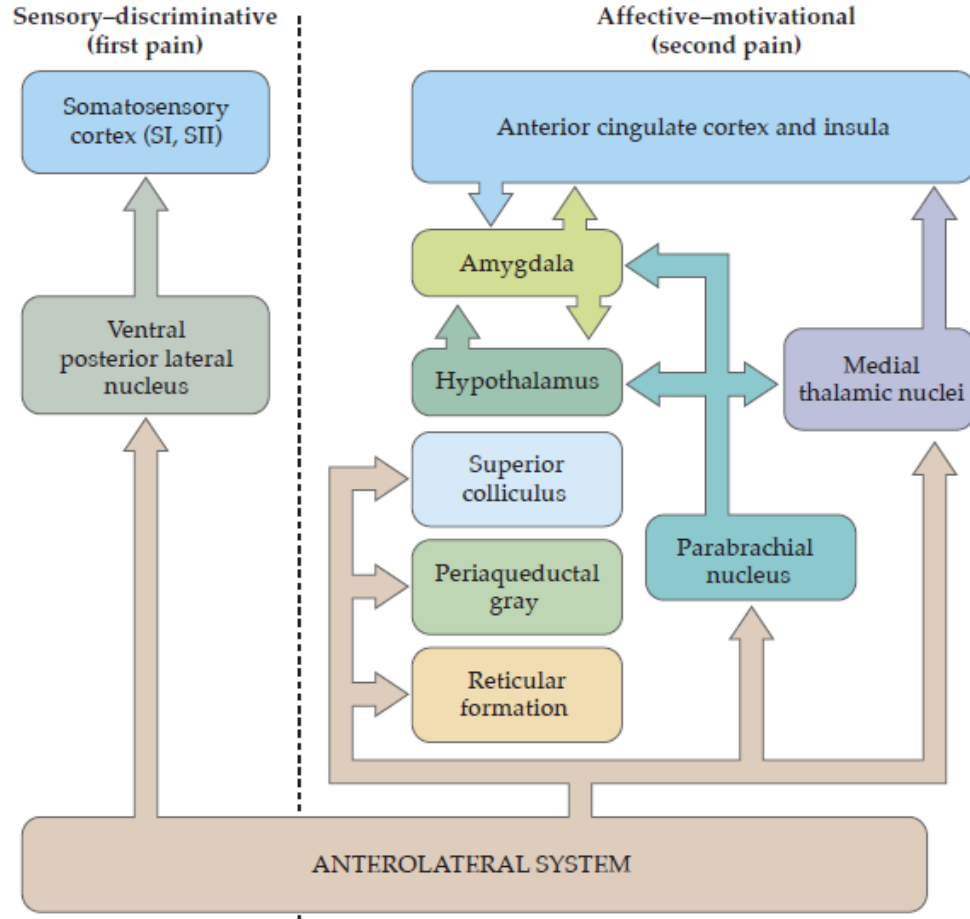 Sensory–discriminative
(first pain)
Affective–motivational
(second pain)
Somatosensory
cortex (SI, SII)
Anterior cingulate cortex and insula
Amygdala
Ventral
posterior lateral
nucleus
Hypothalamus
Medial
thalamic nuclei
Superior
colliculus
Periaqueductal
gray
Parabrachial
nucleus
Reticular
formation
ANTEROLATERAL SYSTEM